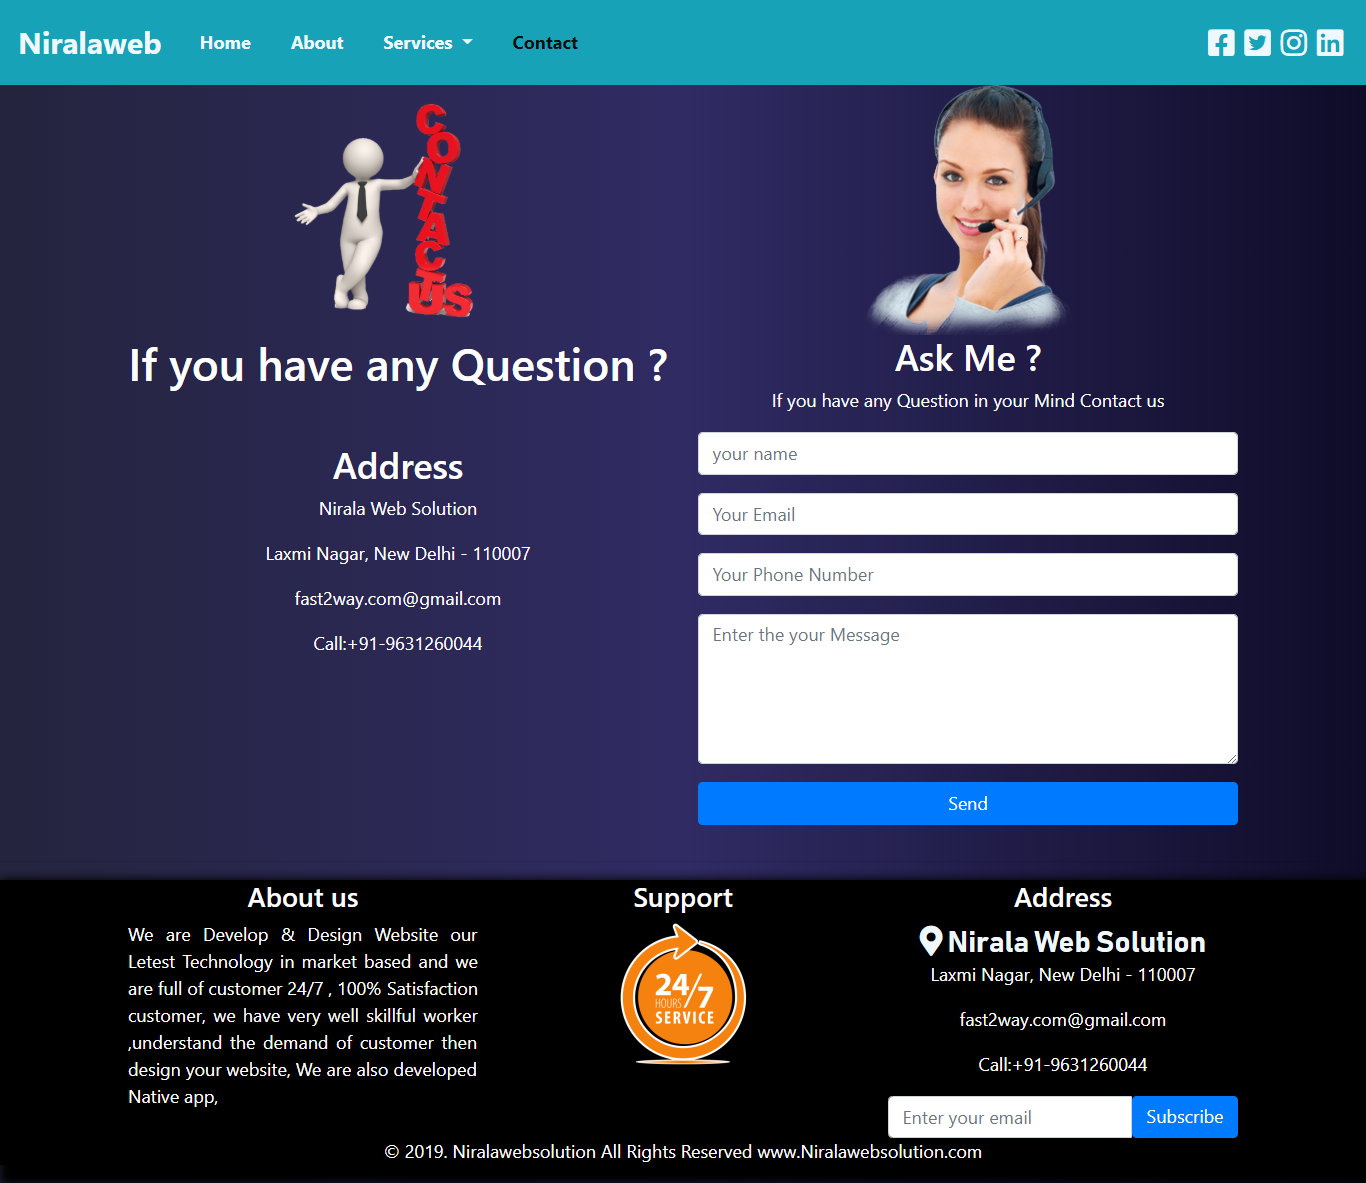 Niralaweb
Home
About
Services
Contact
CONTACT US
If you have any Question ?
Address
Nirala Web Solution
Laxmi Nagar, New Delhi - 110007
fast2way.com@gmail.com
Call:+91-9631260044
Ask Me ?
If you have any Question in your Mind Contact us
your name
Your Email
Your Phone Number
Enter the your Message
Send
About us
We are Develop & Design Website our
Letest Technology in market based and we
are full of customer 24/7 , 100% Satisfaction
customer, we have very well skillful worker
,understand the demand of customer then
design your website, We are also developed
Native app,
Support
24/7
HOURS
SERVICE
Address
Nirala Web Solution
Laxmi Nagar, New Delhi - 110007
fast2way.com@gmail.com
Call:+91-9631260044
Enter your email
Subscribe
© 2019. Niralawebsolution All Rights Reserved www.Niralawebsolution.com